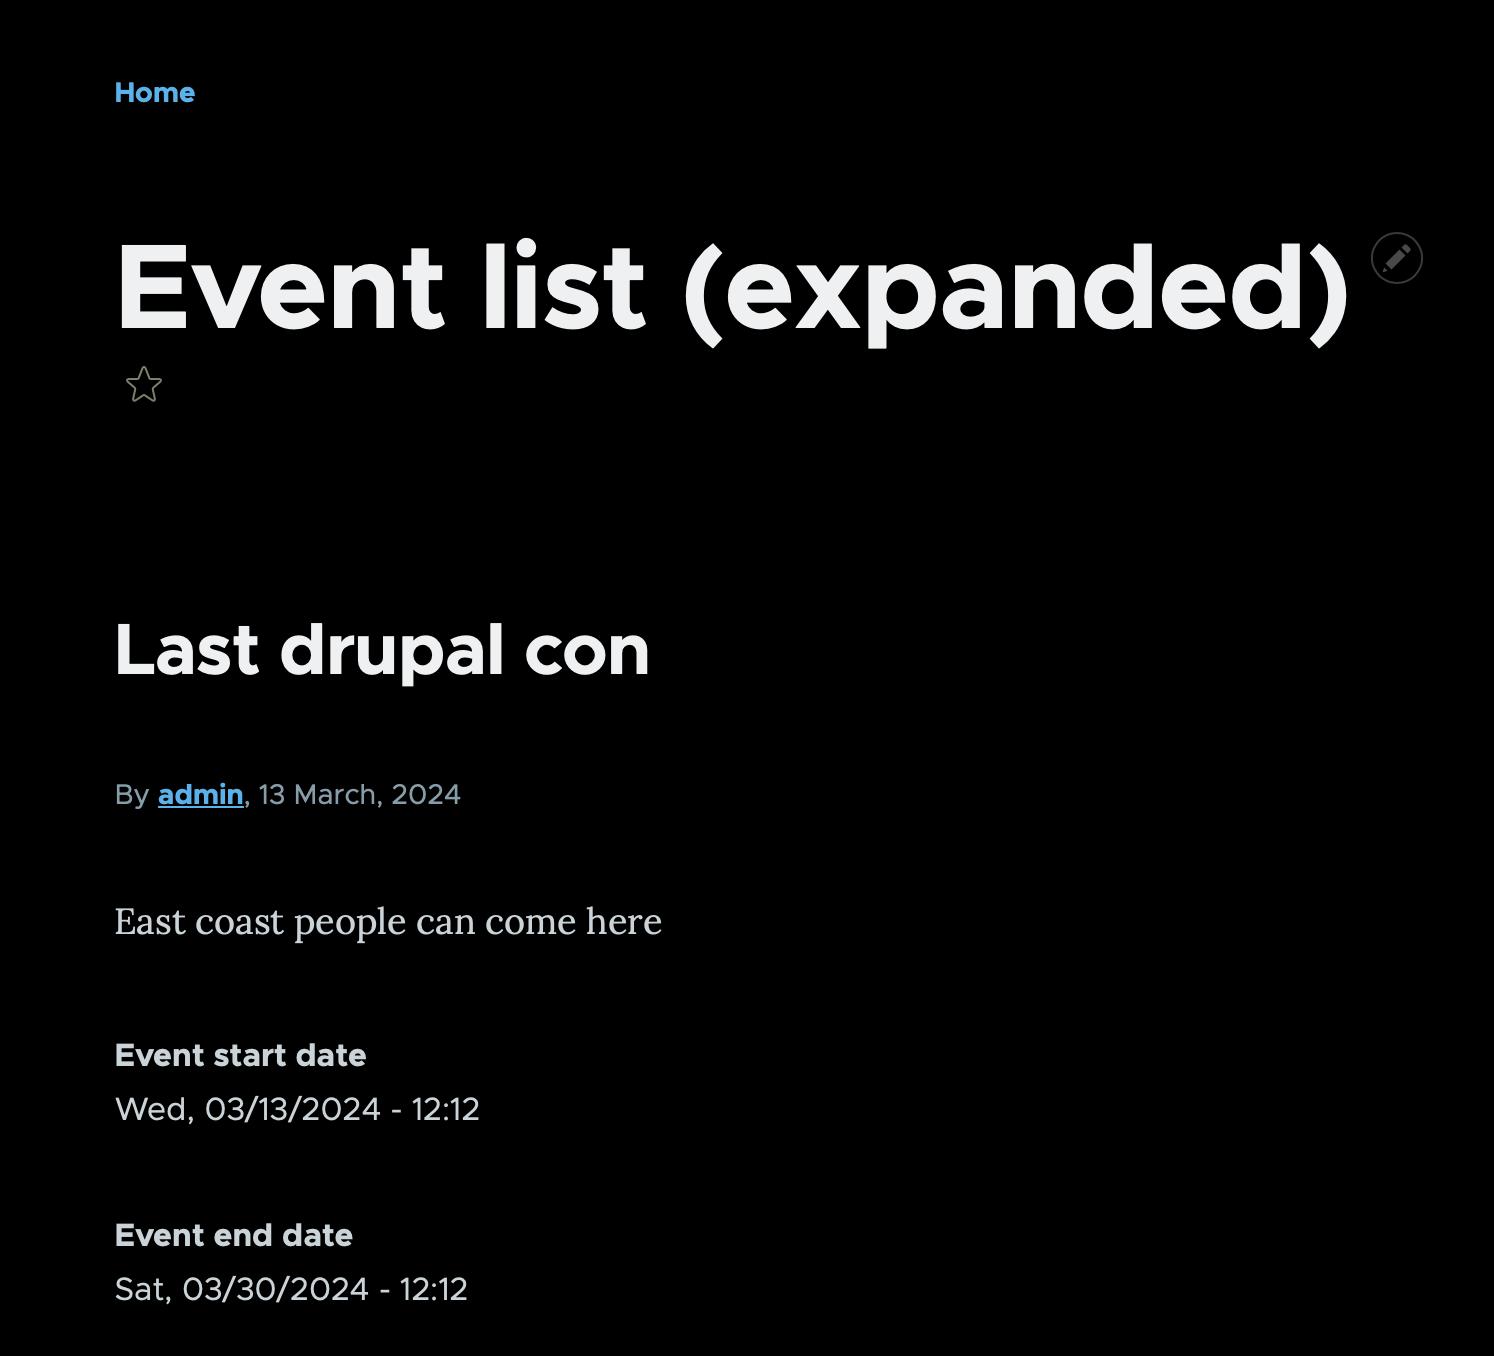 Home
Event list (expanded)
Last drupal con
By admin, 13 March, 2024
East coast people can come here
Event start date
Wed, 03/13/2024 - 12:12
Event end date
Sat, 03/30/2024 - 12:12